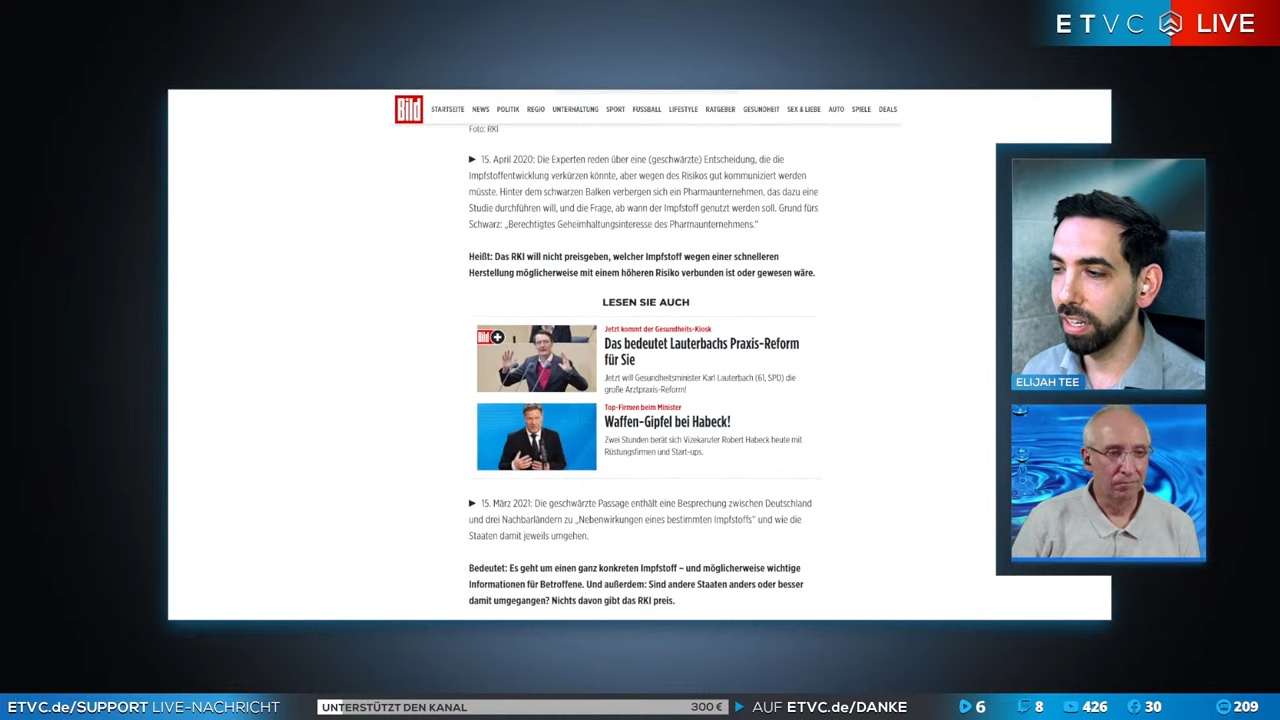 ETVC LIVE
Bild STARTSEITE NEWS POLITIK REGIO UNTERHALTUNG SPORT FUSSBALL LIFESTYLE RATGEBER GESUNDHEIT SEX & LIEBE AUTO SPIELE DEALS
Foto: RKI
► 15. April 2020: Die Experten reden über eine (geschwärzte) Entscheidung, die die
Impfstoffentwicklung verkürzen könnte, aber wegen des Risikos gut kommuniziert werden
müsste. Hinter dem schwarzen Balken verbergen sich ein Pharmaunternehmen, das dazu eine
Studie durchführen will, und die Frage, ab wann der Impfstoff genutzt werden soll. Grund fürs
Schwarz: „Berechtigtes Geheimhaltungsinteresse des Pharmaunternehmens.“
Heißt: Das RKI will nicht preisgeben, welcher Impfstoff wegen einer schnelleren
Herstellung möglicherweise mit einem höheren Risiko verbunden ist oder gewesen wäre.
LESEN SIE AUCH
Bild +
Jetzt kommt der Gesundheits-Kiosk
Das bedeutet Lauterbachs Praxis-Reform
für Sie
Jetzt will Gesundheitsminister Karl Lauterbach (61, SPD) die
große Arztpraxis-Reform!
Top-Firmen beim Minister
Waffen-Gipfel bei Habeck!
Zwei Stunden berät sich Vizekanzler Robert Habeck heute mit
Rüstungsfirmen und Start-ups.
► 15. März 2021: Die geschwärzte Passage enthält eine Besprechung zwischen Deutschland
und drei Nachbarländern zu „Nebenwirkungen eines bestimmten Impfstoffs“ und wie die
Staaten damit jeweils umgehen.
Bedeutet: Es geht um einen ganz konkreten Impfstoff – und möglicherweise wichtige
Informationen für Betroffene. Und außerdem: Sind andere Staaten anders oder besser
damit umgegangen? Nichts davon gibt das RKI preis.
ELIJAH TEE
ETVC.de/SUPPORT LIVE-NACHRICHT
UNTERSTÜTZT DEN KANAL 300 €
AUF ETVC.de/DANKE
6 8 426 30 209